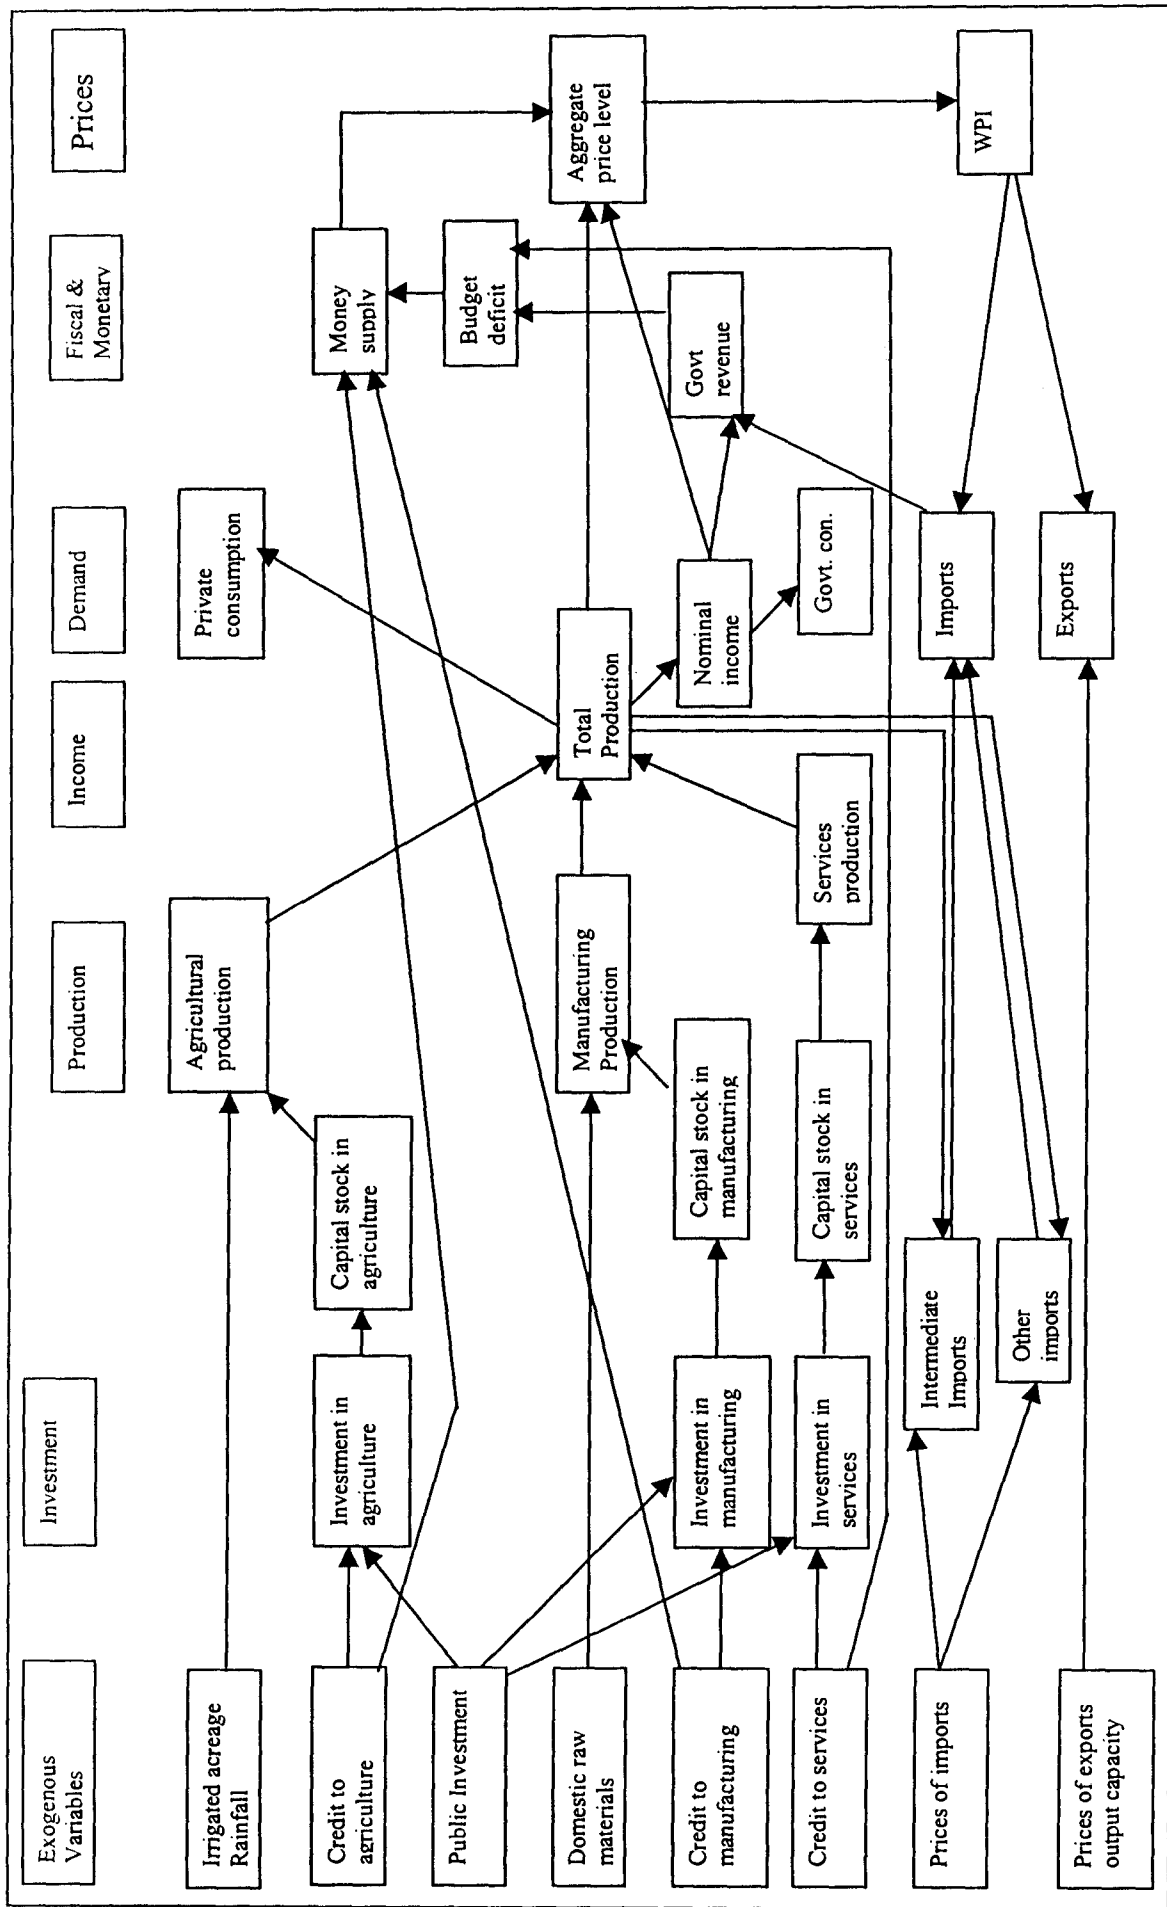 Exogenous
Variables
Investment
Production
Income
Demand
Fiscal &
Monetary
Prices
Irrigated acreage
Rainfall
Agricultural
production
Private
consumption
Credit to
agriculture
Investment in
agriculture
Capital stock in
agriculture
Money
supply
Public Investment
Budget
deficit
Domestic raw
materials
Manufacturing
Production
Total
Production
Aggregate
price level
Credit to
manufacturing
Investment in
manufacturing
Capital stock in
manufacturing
Nominal
income
Govt
revenue
Credit to services
Investment in
services
Capital stock in
services
Services
production
Govt. con.
Prices of imports
Intermediate
Imports
Imports
WPI
Other
imports
Prices of exports
output capacity
Exports